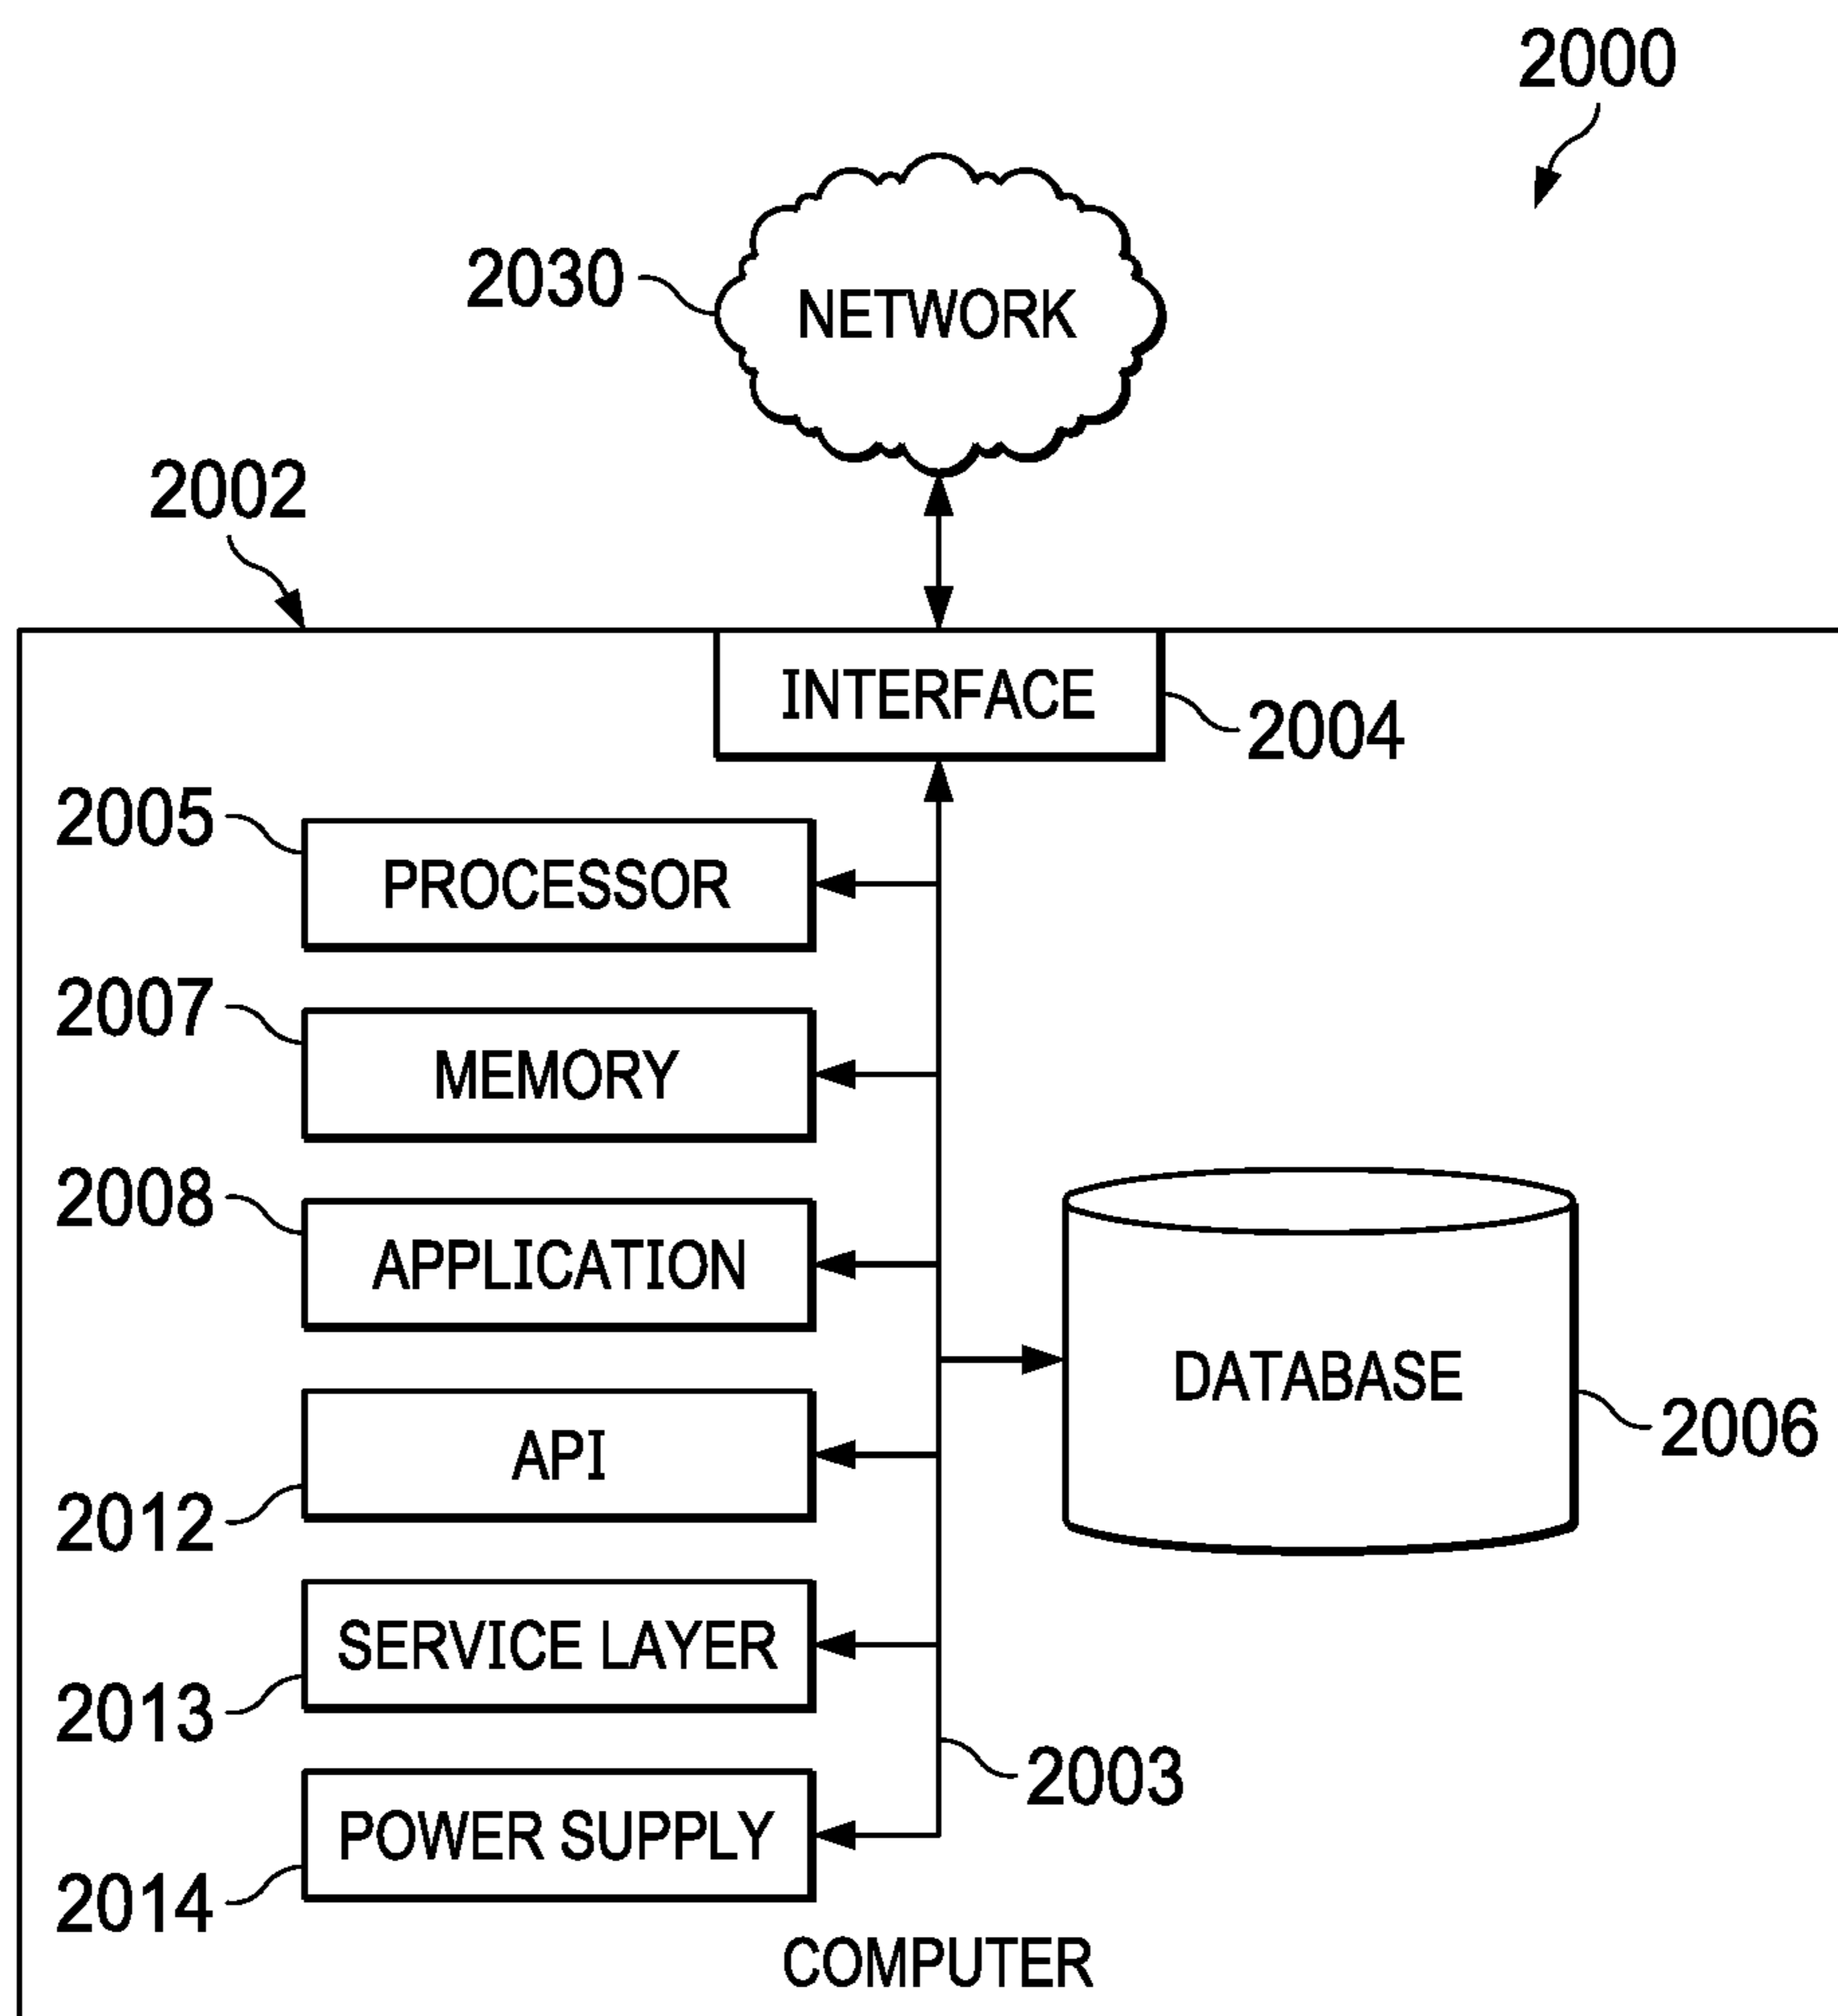 2000
2030
NETWORK
2002
INTERFACE
2004
2005
PROCESSOR
2007
MEMORY
2008
APPLICATION
DATABASE
2006
API
2012
SERVICE LAYER
2013
2003
POWER SUPPLY
2014
COMPUTER